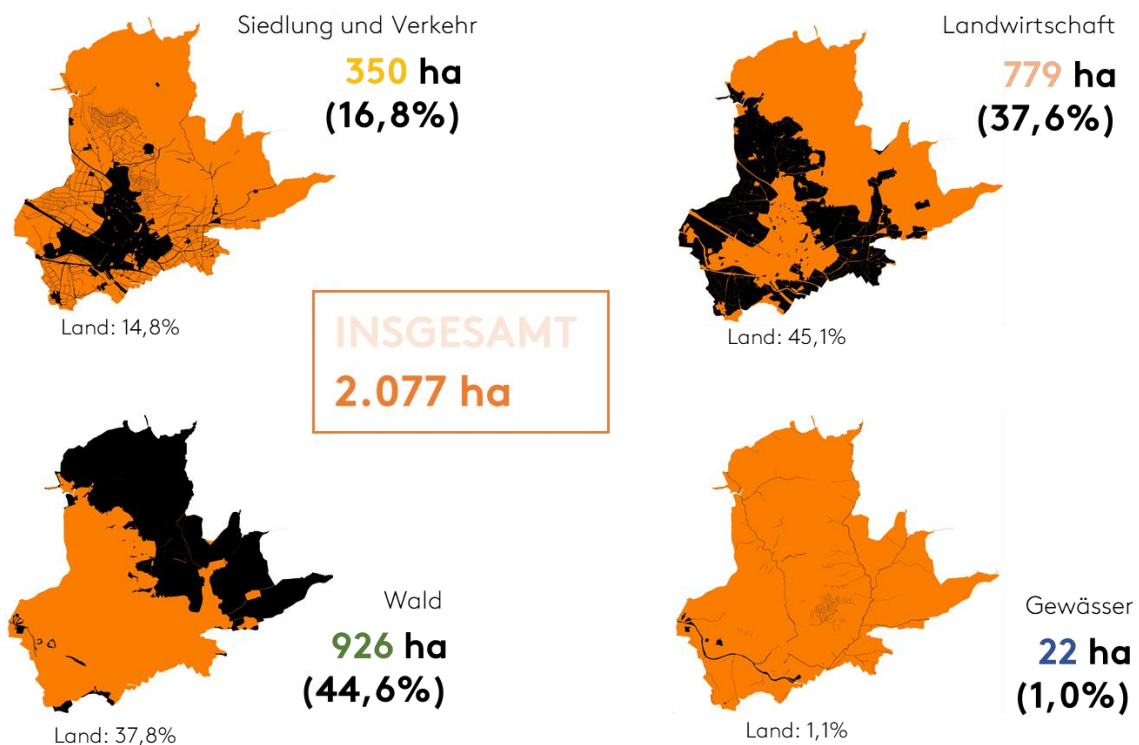 Siedlung und Verkehr
350 ha
(16,8%)
Land: 14,8%
Landwirtschaft
779 ha
(37,6%)
Land: 45,1%
INSGESAMT
2.077 ha
Wald
926 ha
(44,6%)
Land: 37,8%
Gewässer
22 ha
(1,0%)
Land: 1,1%